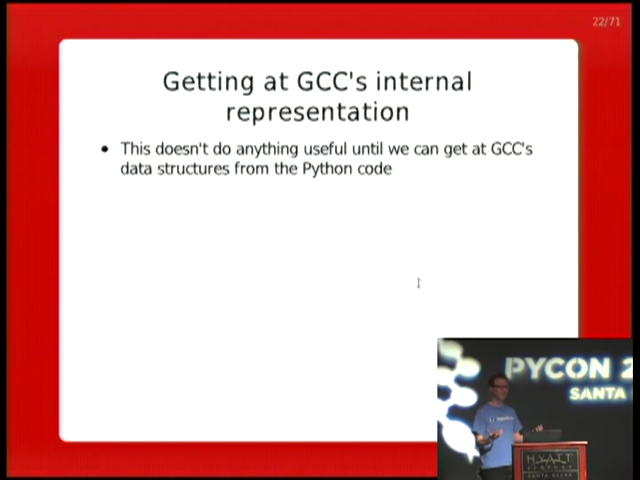 22/71
Getting at GCC's internal
representation
• This doesn't do anything useful until we can get at GCC's
data structures from the Python code
PYCON 2
SANTA
HYATT